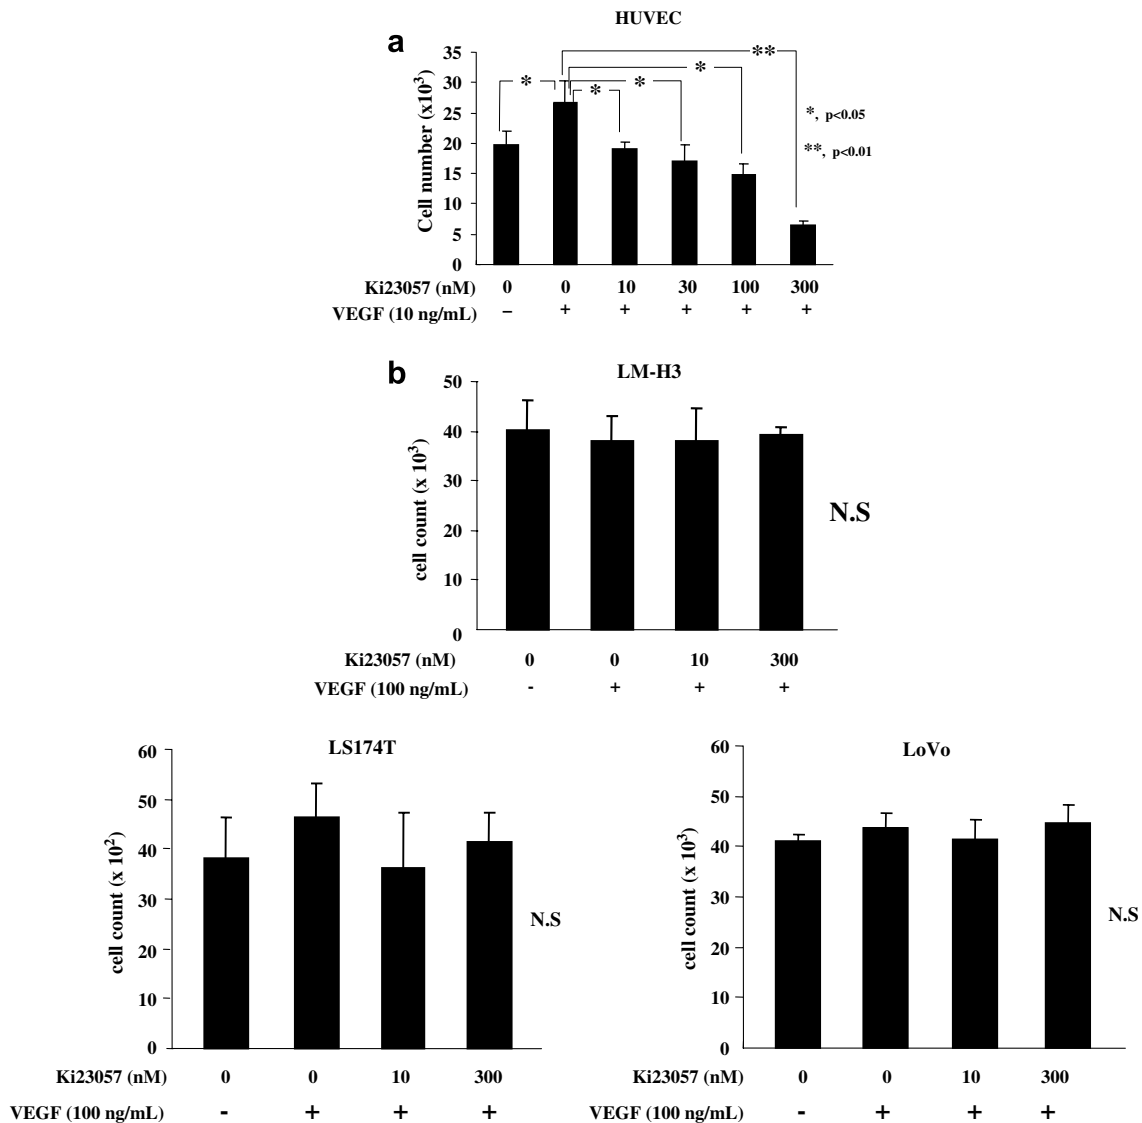 HUVEC
a
Cell number (x10³)
35
30
25
20
15
10
5
0
** 
* * * *
*, p<0.05
**, p<0.01
Ki23057 (nM) 0 0 10 30 100 300
VEGF (10 ng/mL) – + + + + +
b
LM-H3
cell count (x 10³)
50
40
30
20
10
0
N.S
Ki23057 (nM) 0 0 10 300
VEGF (100 ng/mL) - + + +
LS174T
cell count (x 10²)
60
50
40
30
20
10
0
N.S
Ki23057 (nM) 0 0 10 300
VEGF (100 ng/mL) - + + +
LoVo
cell count (x 10³)
60
50
40
30
20
10
0
N.S
Ki23057 (nM) 0 0 10 300
VEGF (100 ng/mL) - + + +